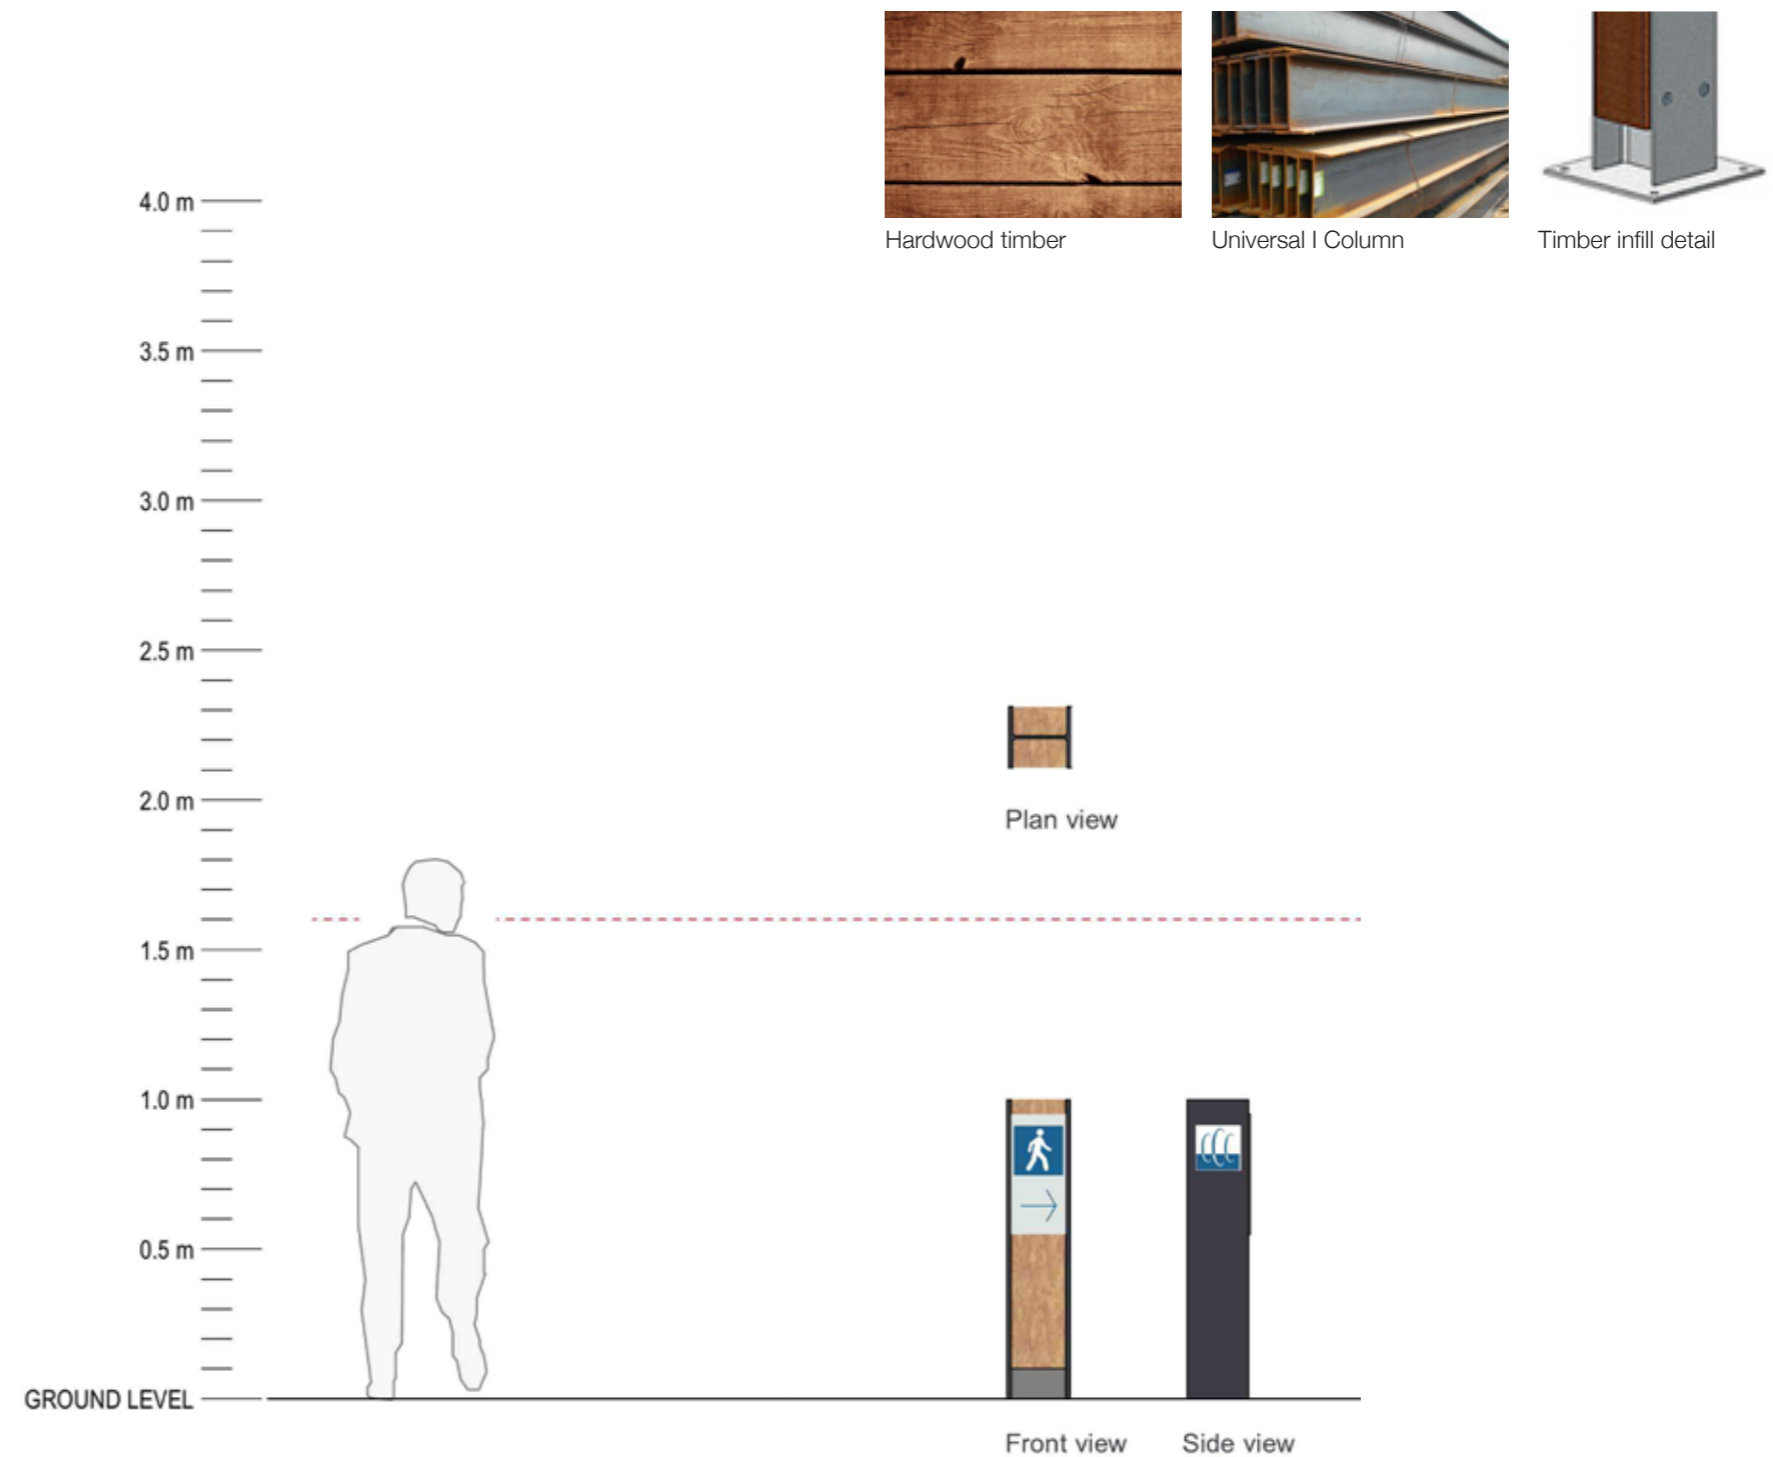 Hardwood timber
Universal I Column
Timber infill detail
4.0 m
3.5 m
3.0 m
2.5 m
2.0 m
1.5 m
1.0 m
0.5 m
GROUND LEVEL
Plan view
Front view
Side view